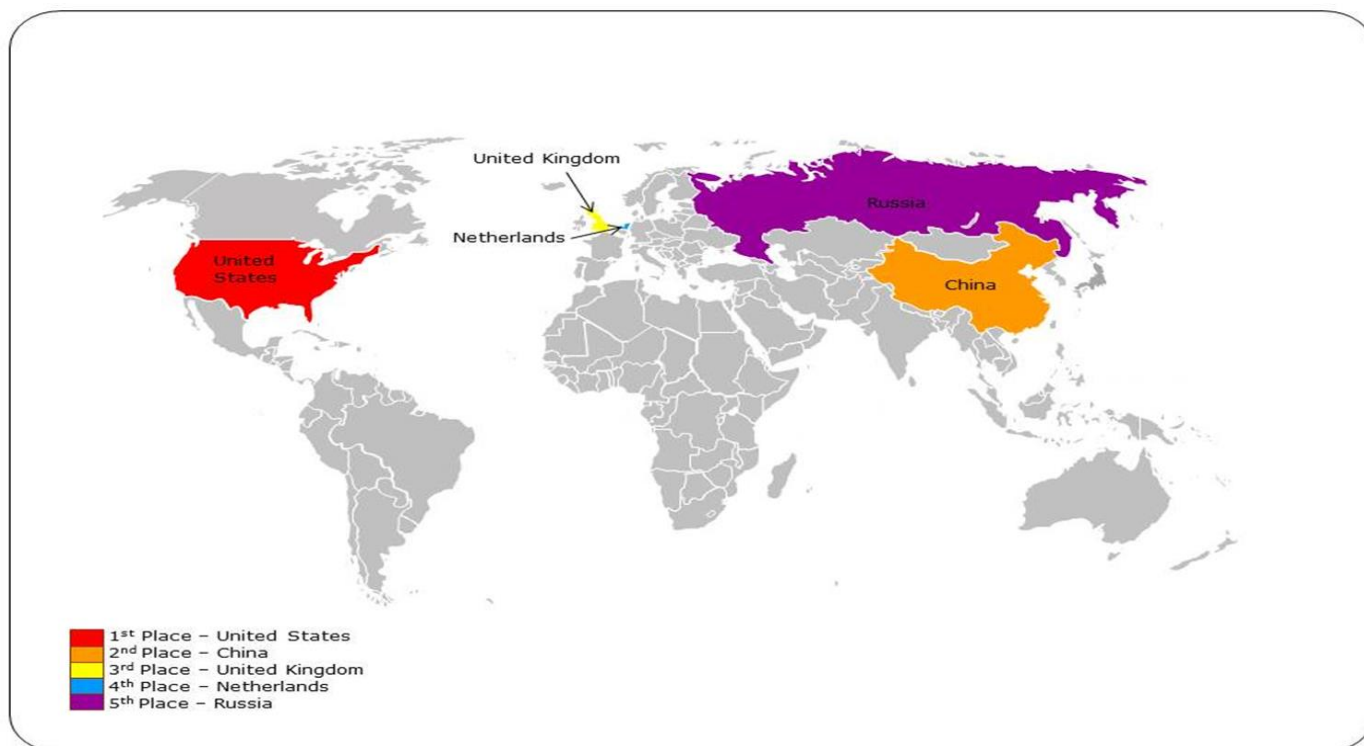 United Kingdom
Russia
Netherlands
United
States
China
1st Place – United States
2nd Place – China
3rd Place – United Kingdom
4th Place – Netherlands
5th Place – Russia